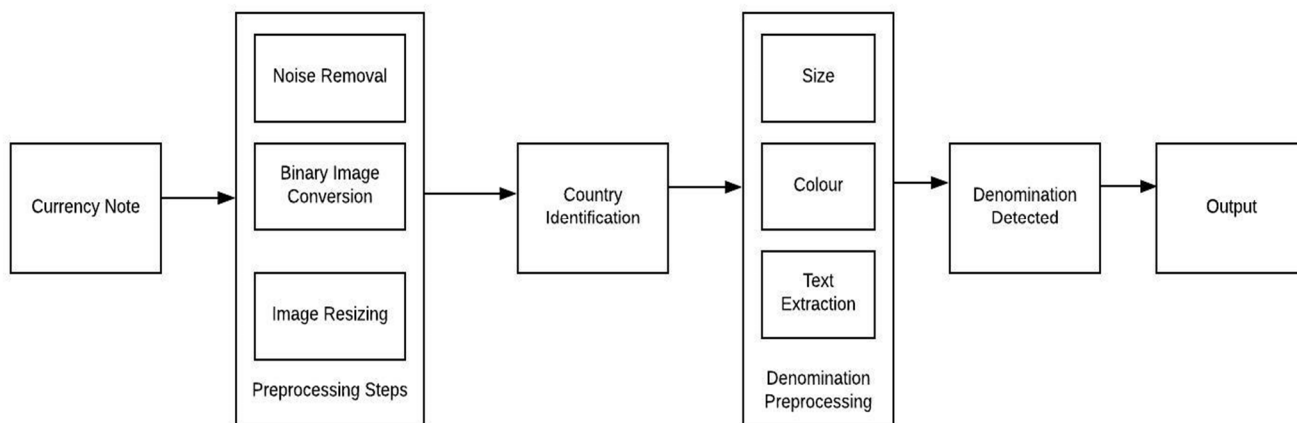 Currency Note
Noise Removal
Binary Image
Conversion
Image Resizing
Preprocessing Steps
Country
Identification
Size
Colour
Text
Extraction
Denomination
Preprocessing
Denomination
Detected
Output